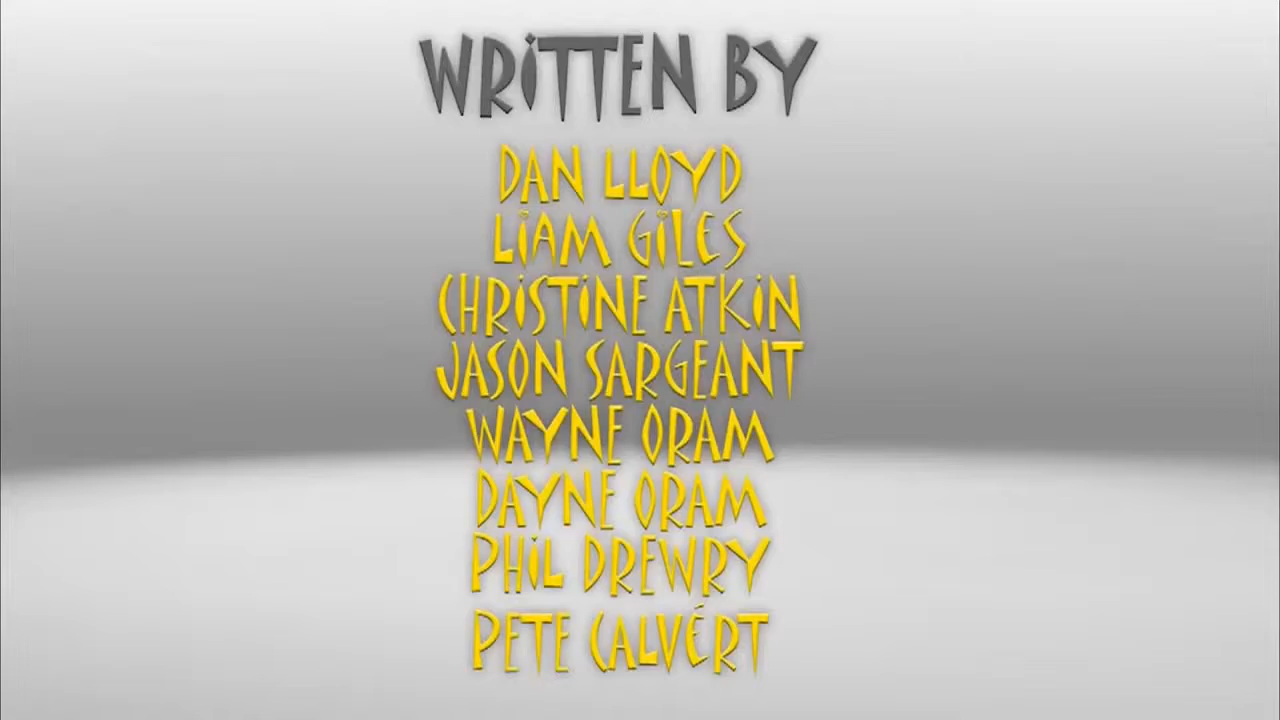 WRiTTEN BY
DAN LLOYD
LiAM GiLES
CHRiSTiNE ATKiN
JASON SARGEANT
WAYNE ORAM
DAYNE ORAM
PHiL DREWRY
PETE CALVÉRT